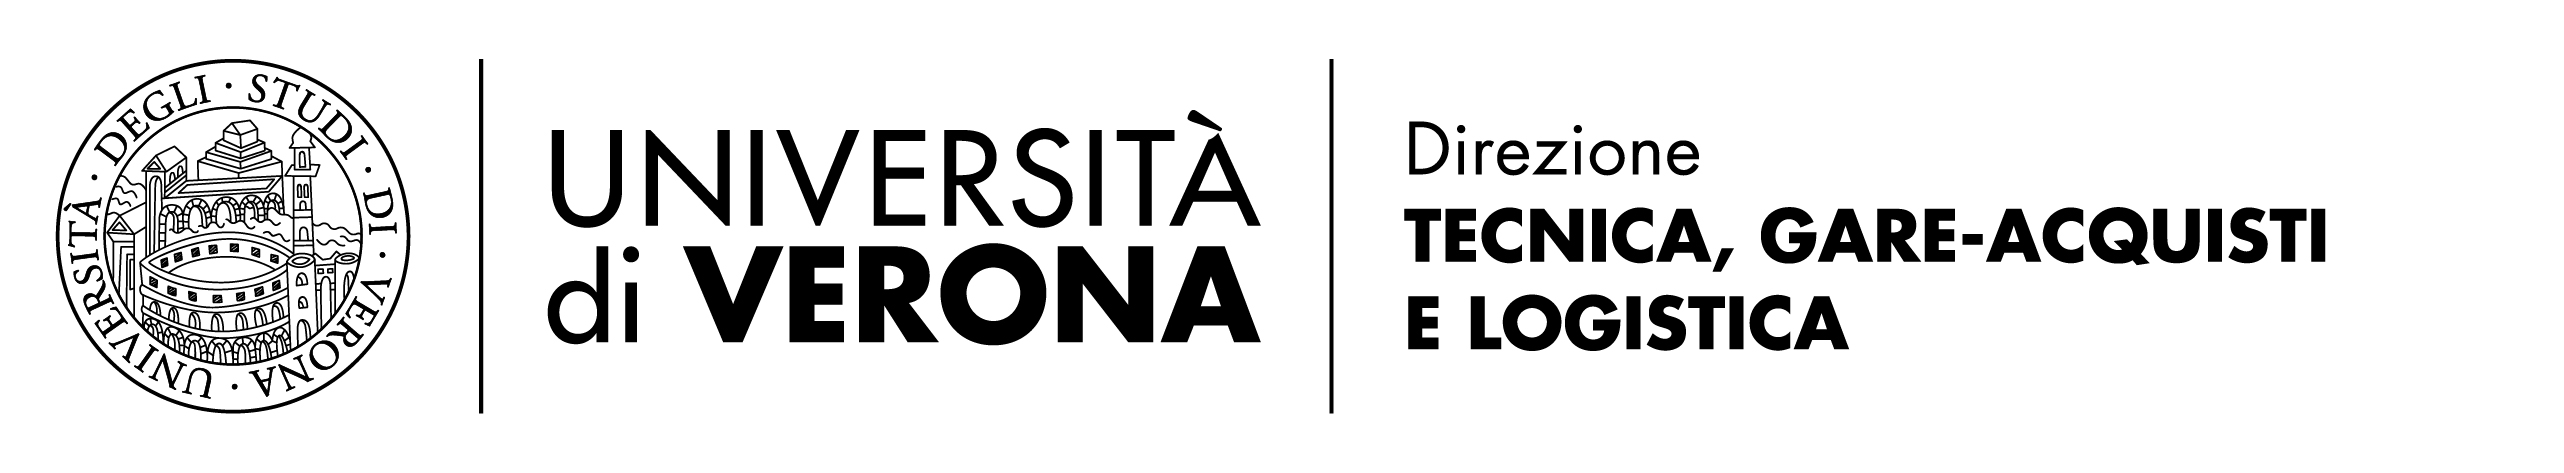 UNIVERSITÀ · DEGLI · STUDI · DI · VERONA ·
UNIVERSITÀ
di VERONA
Direzione
TECNICA, GARE-ACQUISTI
E LOGISTICA